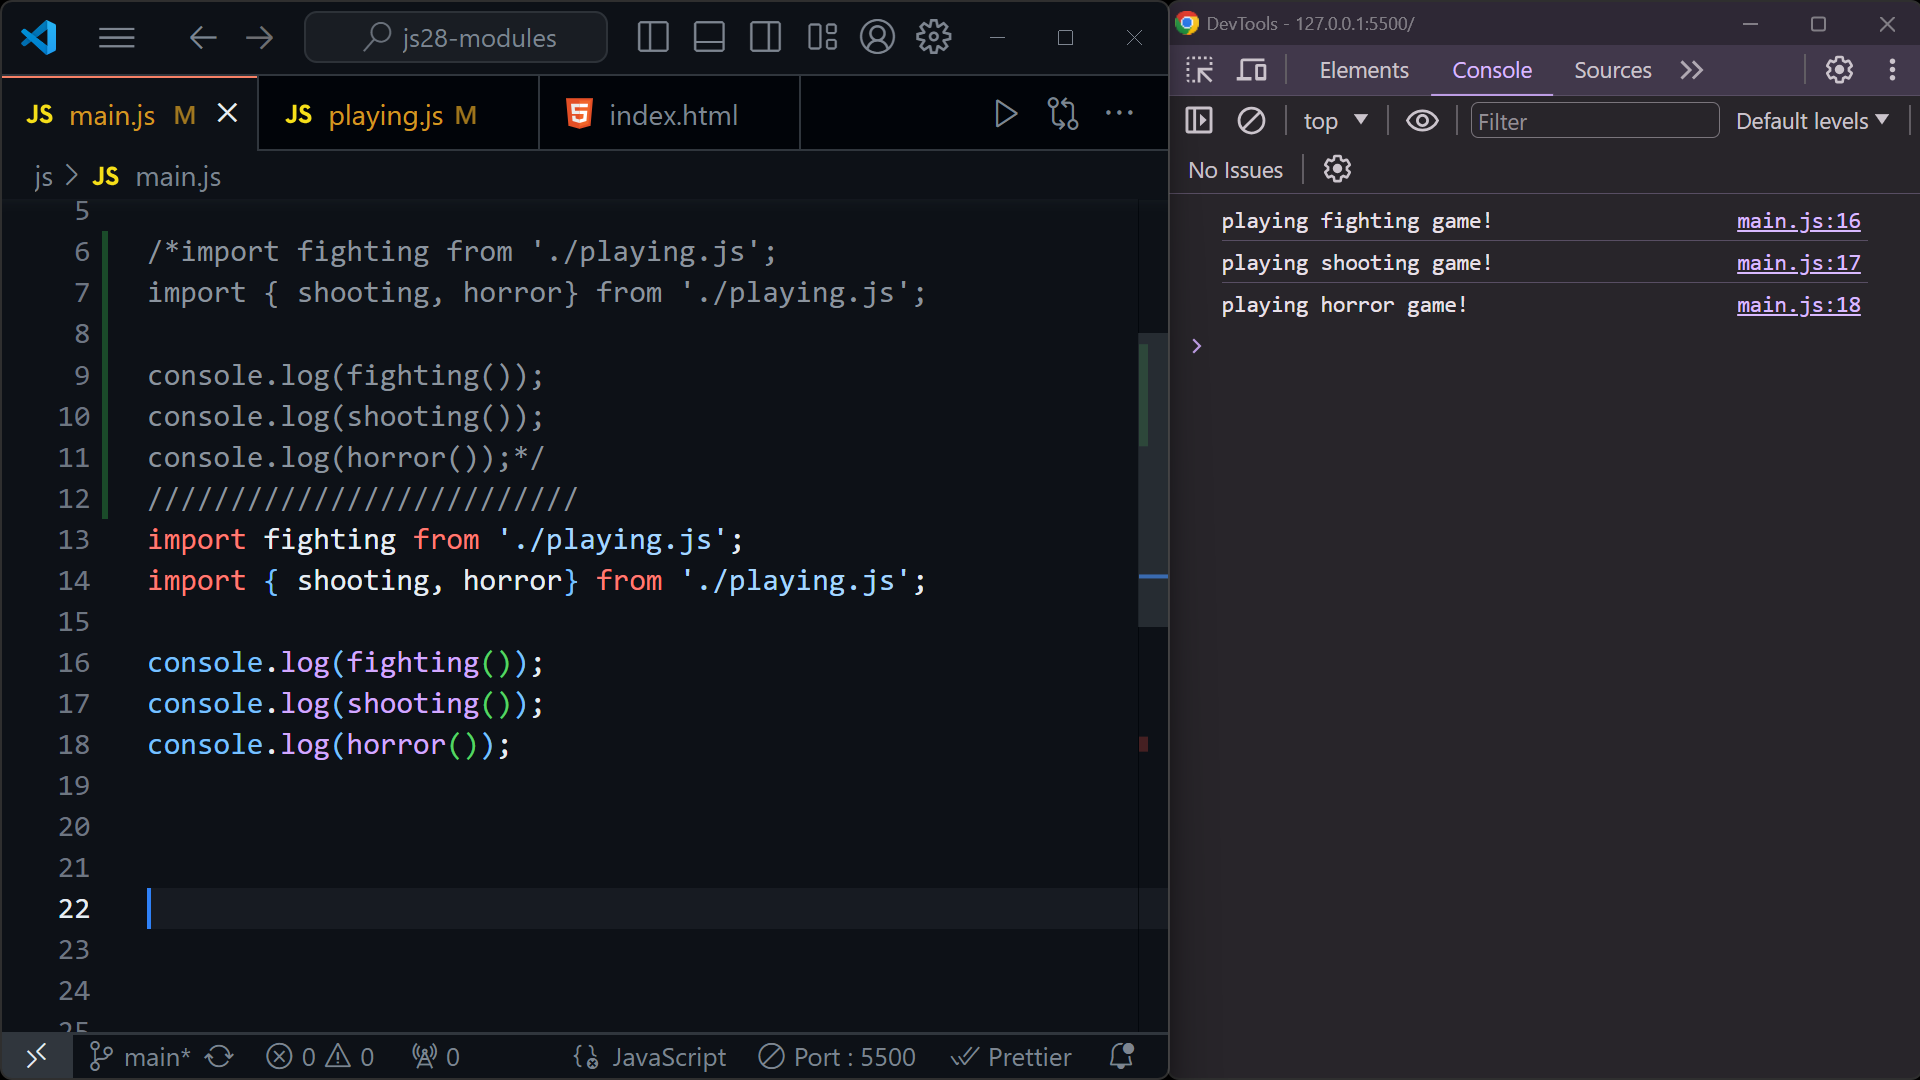 js28-modules
JS main.js M
JS playing.js M
index.html
js > JS main.js
5
6 /*import fighting from './playing.js';
7 import { shooting, horror} from './playing.js';
8
9 console.log(fighting());
10 console.log(shooting());
11 console.log(horror());*/
12 //////////////////////////
13 import fighting from './playing.js';
14 import { shooting, horror} from './playing.js';
15
16 console.log(fighting());
17 console.log(shooting());
18 console.log(horror());
19
20
21
22
23
24
25
main* 0 0 0 JavaScript Port : 5500 Prettier
DevTools - 127.0.0.1:5500/
Elements Console Sources
top Filter Default levels
No Issues
playing fighting game! main.js:16
playing shooting game! main.js:17
playing horror game! main.js:18